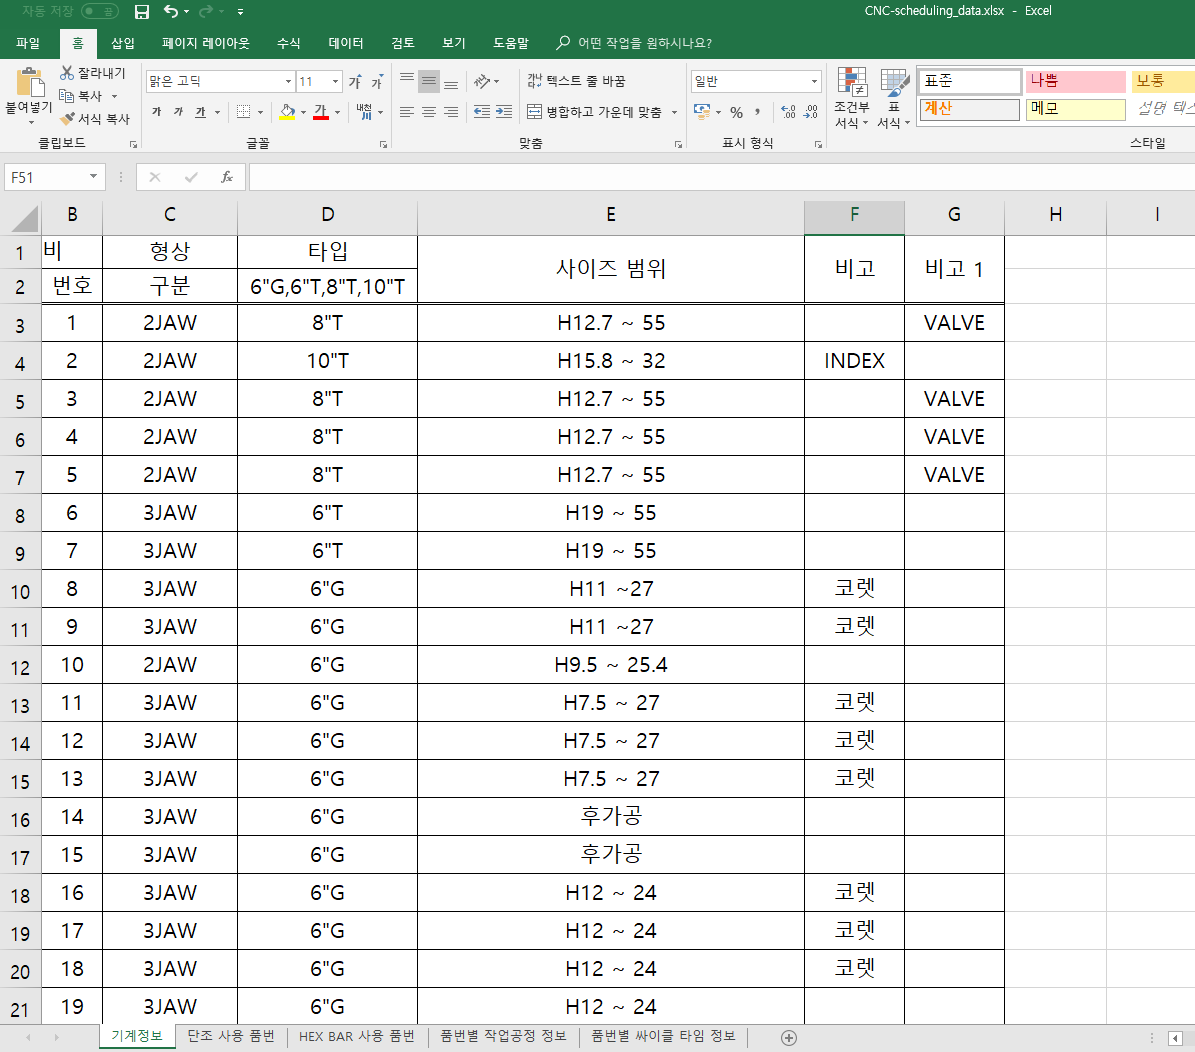 자동 저장
CNC-scheduling_data.xlsx - Excel
파일 홈 삽입 페이지 레이아웃 수식 데이터 검토 보기 도움말 어떤 작업을 원하시나요?
붙여넣기 잘라내기 복사 서식 복사
클립보드
맑은 고딕 11 가 가
가 가 가 가 내천
글꼴
텍스트 줄 바꿈
병합하고 가운데 맞춤
맞춤
일반
% , .00
표시 형식
조건부 서식 표 서식
표준 나쁨 보통
계산 메모 설명 텍스
스타일
F51 fx
B C D E F G H I
1 비 형상 타입 사이즈 범위 비고 비고 1
2 번호 구분 6"G,6"T,8"T,10"T
3 1 2JAW 8"T H12.7 ~ 55 VALVE
4 2 2JAW 10"T H15.8 ~ 32 INDEX
5 3 2JAW 8"T H12.7 ~ 55 VALVE
6 4 2JAW 8"T H12.7 ~ 55 VALVE
7 5 2JAW 8"T H12.7 ~ 55 VALVE
8 6 3JAW 6"T H19 ~ 55
9 7 3JAW 6"T H19 ~ 55
10 8 3JAW 6"G H11 ~27 코렛
11 9 3JAW 6"G H11 ~27 코렛
12 10 2JAW 6"G H9.5 ~ 25.4
13 11 3JAW 6"G H7.5 ~ 27 코렛
14 12 3JAW 6"G H7.5 ~ 27 코렛
15 13 3JAW 6"G H7.5 ~ 27 코렛
16 14 3JAW 6"G 후가공
17 15 3JAW 6"G 후가공
18 16 3JAW 6"G H12 ~ 24 코렛
19 17 3JAW 6"G H12 ~ 24 코렛
20 18 3JAW 6"G H12 ~ 24 코렛
21 19 3JAW 6"G H12 ~ 24
기계정보 단조 사용 품번 HEX BAR 사용 품번 품번별 작업공정 정보 품번별 싸이클 타임 정보